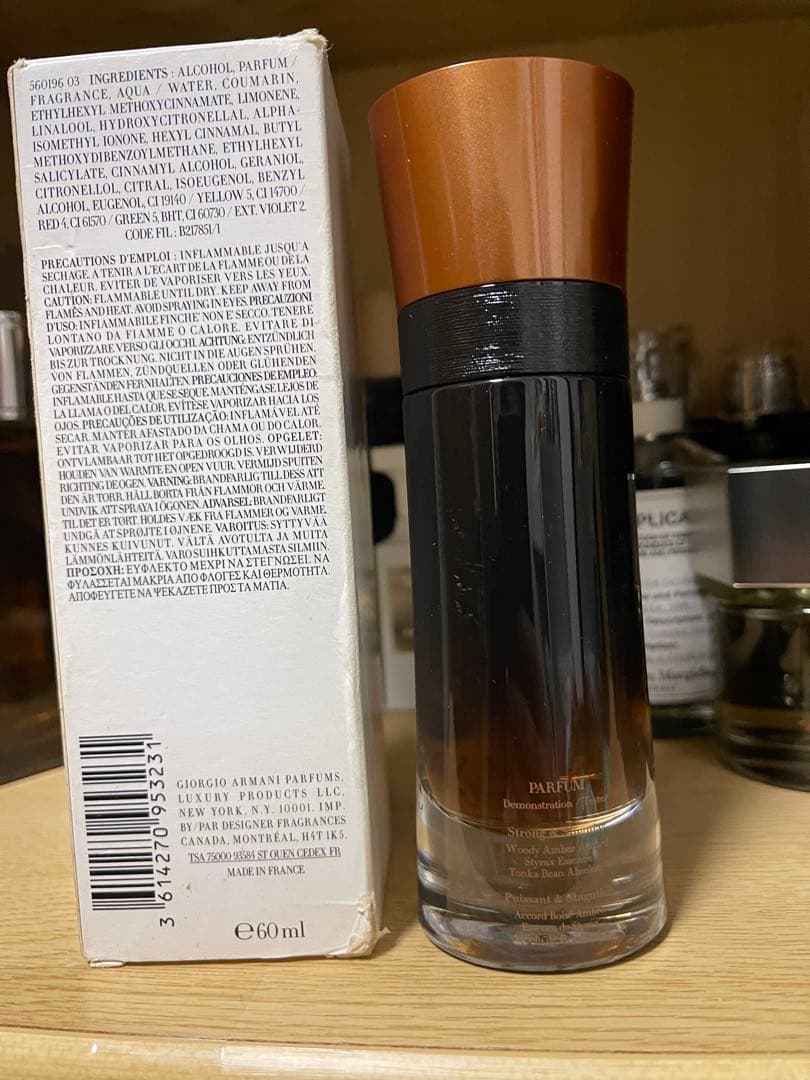 560196 03 INGREDIENTS : ALCOHOL, PARFUM /
FRAGRANCE, AQUA / WATER, COUMARIN,
ETHYLHEXYL METHOXYCINNAMATE, LIMONENE,
LINALOOL, HYDROXYCITRONELLAL, ALPHA-
ISOMETHYL IONONE, HEXYL CINNAMAL, BUTYL
METHOXYDIBENZOYLMETHANE, ETHYLHEXYL
SALICYLATE, CINNAMYL ALCOHOL, GERANIOL,
CITRONELLOL, CITRAL, ISOEUGENOL, BENZYL
ALCOHOL, EUGENOL, CI 19140 / YELLOW 5, CI 14700 /
RED 4, CI 61570 / GREEN 5, BHT, CI 60730 / EXT. VIOLET 2.
CODE FIL : B217851/1
PRECAUTIONS D'EMPLOI : INFLAMMABLE JUSQU'A
SECHAGE. A TENIR A L'ECART DE LA FLAMME OU DE LA
CHALEUR. EVITER DE VAPORISER VERS LES YEUX.
CAUTION: FLAMMABLE UNTIL DRY. KEEP AWAY FROM
FLAMES AND HEAT. AVOID SPRAYING IN EYES. PRECAUZIONI
D'USO: INFIAMMABILE FINCHE' NON E' SECCO. TENERE
LONTANO DA FIAMME O CALORE. EVITARE DI
VAPORIZZARE VERSO GLI OCCHI. ACHTUNG: ENTZÜNDLICH
BIS ZUR TROCKNUNG. NICHT IN DIE AUGEN SPRÜHEN.
VON FLAMMEN, ZÜNDQUELLEN ODER GLÜHENDEN
GEGENSTÄNDEN FERNHALTEN. PRECAUCIONES DE EMPLEO:
INFLAMABLE HASTA QUE SE SEQUE. MANTÉNGASE LEJOS DE
LA LLAMA O DEL CALOR. EVÍTESE VAPORIZAR HACIA LOS
OJOS. PRECAUÇÕES DE UTILIZAÇÃO: INFLAMÁVEL ATÉ
SECAR. MANTER AFASTADO DA CHAMA OU DO CALOR.
EVITAR VAPORIZAR PARA OS OLHOS. OPGELET:
ONTVLAMBAAR TOT HET OPGEDROOGD IS. VERWIJDERD
HOUDEN VAN WARMTE EN OPEN VUUR. VERMIJD SPUITEN
RICHTING DE OGEN. VARNING: BRANDFARLIG TILL DESS ATT
DEN ÄR TORR. HÅLL BORTA FRÅN FLAMMOR OCH VÄRME.
UNDVIK ATT SPRAYA I ÖGONEN. ADVARSEL: BRANDFARLIGT
TIL DET ER TØRT. HOLDES VÆK FRA FLAMMER OG VARME.
UNDGÅ AT SPRØJTE I ØJNENE. VAROITUS: SYTTYVÄÄ
KUNNES KUIVUNUT. VÄLTÄ AVOTULTA JA MUITA
LÄMMÖNLÄHTEITÄ. VARO SUIHKUTTAMASTA SILMIIN.
ΠΡΟΣΟΧΗ: ΕΥΦΛΕΚΤΟ ΜΕΧΡΙ ΝΑ ΣΤΕΓΝΩΣΕΙ. ΝΑ
ΦΥΛΑΣΣΕΤΑΙ ΜΑΚΡΙΑ ΑΠΟ ΦΛΟΓΕΣ ΚΑΙ ΘΕΡΜΟΤΗΤΑ.
ΑΠΟΦΕΥΓΕΤΕ ΝΑ ΨΕΚΑΖΕΤΕ ΠΡΟΣ ΤΑ ΜΑΤΙΑ.
3 614270 953231
GIORGIO ARMANI PARFUMS,
LUXURY PRODUCTS LLC,
NEW YORK, N.Y. 10001. IMP.
BY/PAR DESIGNER FRAGRANCES
CANADA, MONTRÉAL, H4T 1K5.
TSA 75000 93584 ST OUEN CEDEX FR
MADE IN FRANCE
℮60ml
PARFUM
Demonstration / Tester
Strong &
Woody Amber
Styrax Essence
Tonka Bean
Puissant &
Accord Boisé